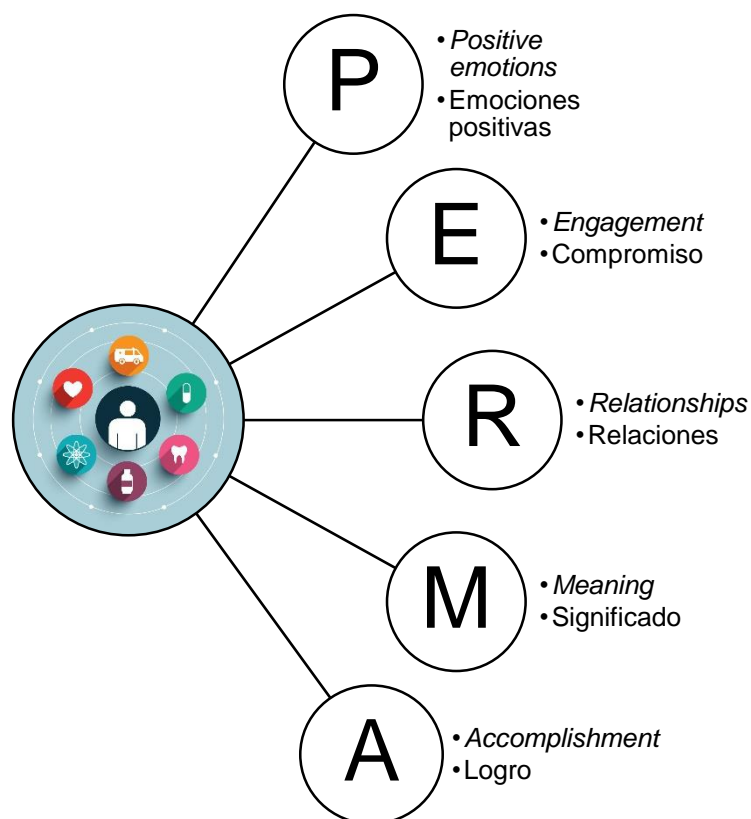 P
• Positive
emotions
• Emociones
positivas
E
• Engagement
• Compromiso
R
• Relationships
• Relaciones
M
• Meaning
• Significado
A
• Accomplishment
• Logro